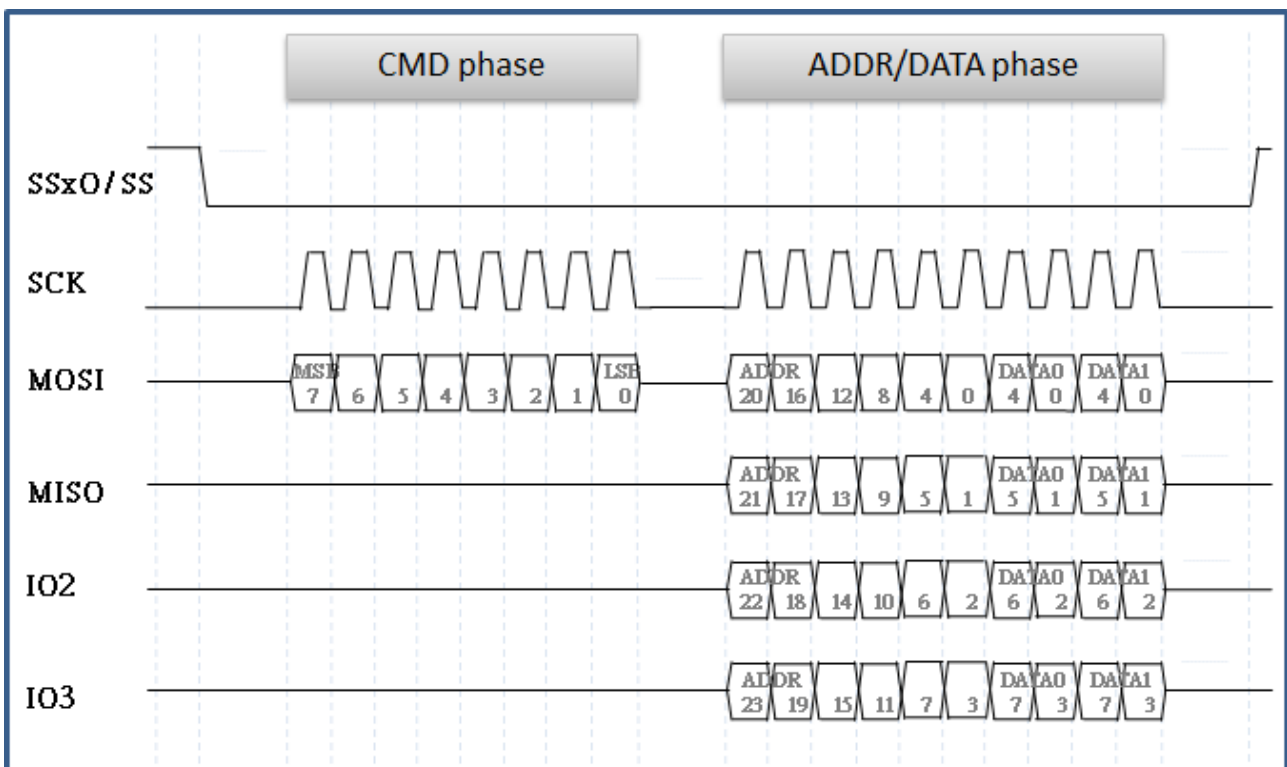 CMD phase ADDR/DATA phase
SSxO/SS
SCK
MOSI MSB 7 6 5 4 3 2 1 LSB 0 ADDR 20 16 12 8 4 0 DATA0 4 0 DATA1 4 0
MISO ADDR 21 17 13 9 5 1 DATA0 5 1 DATA1 5 1
IO2 ADDR 22 18 14 10 6 2 DATA0 6 2 DATA1 6 2
IO3 ADDR 23 19 15 11 7 3 DATA0 7 3 DATA1 7 3